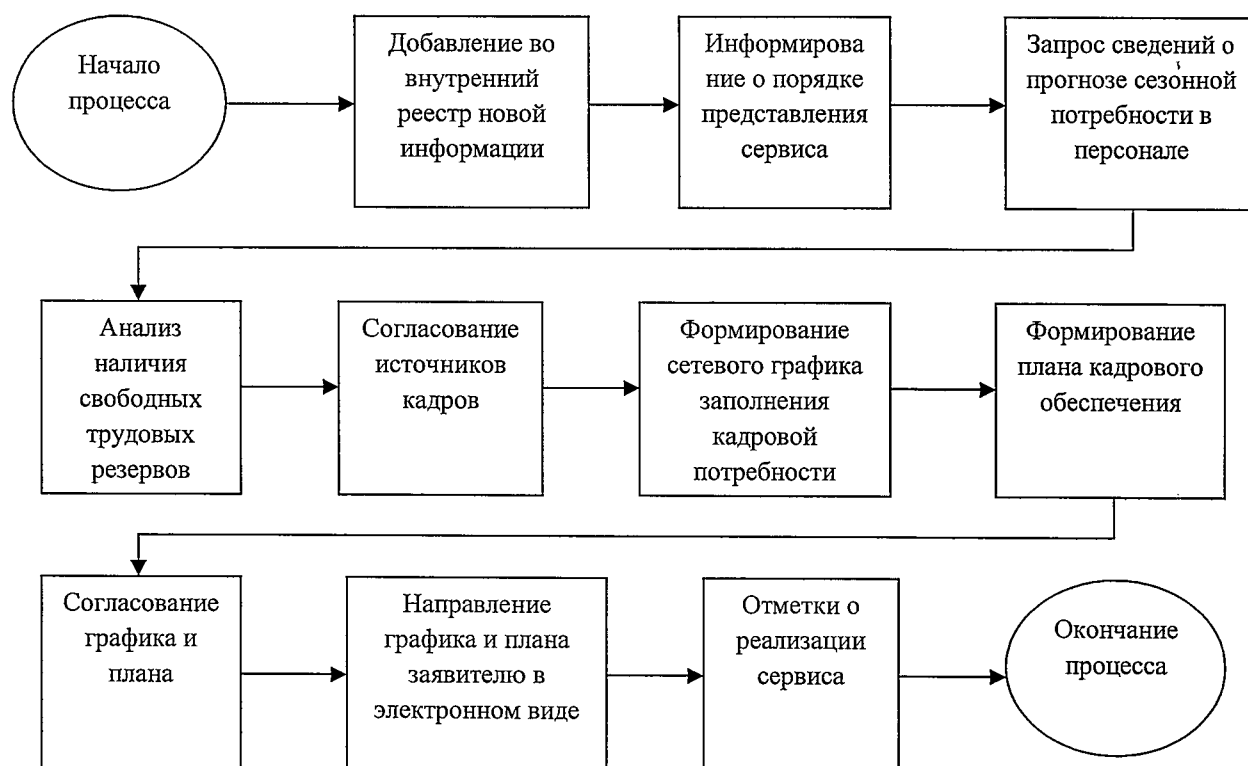 Начало
процесса
Добавление во
внутренний
реестр новой
информации
Информирова
ние о порядке
представления
сервиса
Запрос сведений о
прогнозе сезонной
потребности в
персонале
Анализ
наличия
свободных
трудовых
резервов
Согласование
источников
кадров
Формирование
сетевого графика
заполнения
кадровой
потребности
Формирование
плана кадрового
обеспечения
Согласование
графика и
плана
Направление
графика и плана
заявителю в
электронном виде
Отметки о
реализации
сервиса
Окончание
процесса